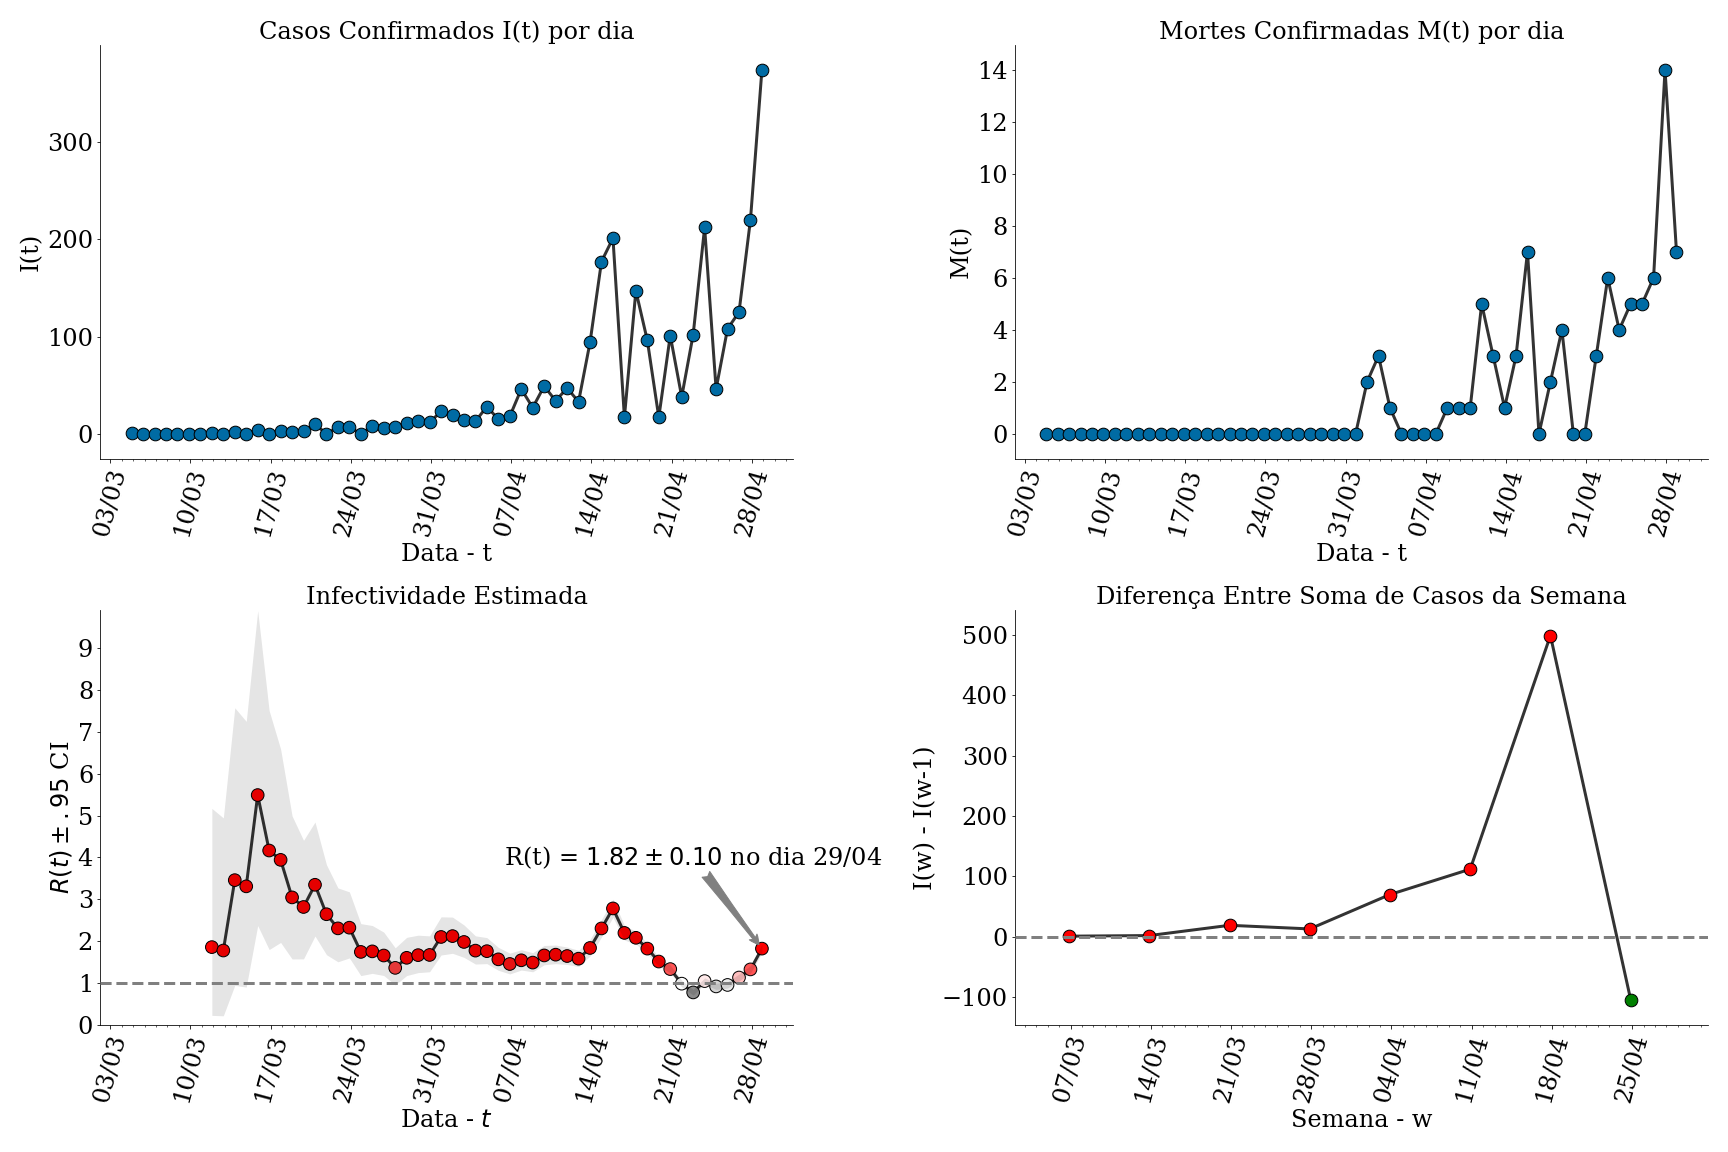 Casos Confirmados I(t) por dia
I(t)
300
200
100
0
03/03 10/03 17/03 24/03 31/03 07/04 14/04 21/04 28/04
Data - t
Mortes Confirmadas M(t) por dia
M(t)
14
12
10
8
6
4
2
0
03/03 10/03 17/03 24/03 31/03 07/04 14/04 21/04 28/04
Data - t
Infectividade Estimada
R(t) ± .95 CI
9
8
7
6
5
4
3
2
1
0
R(t) = 1.82 ± 0.10 no dia 29/04
03/03 10/03 17/03 24/03 31/03 07/04 14/04 21/04 28/04
Data - t
Diferença Entre Soma de Casos da Semana
I(w) - I(w-1)
500
400
300
200
100
0
−100
07/03 14/03 21/03 28/03 04/04 11/04 18/04 25/04
Semana - w